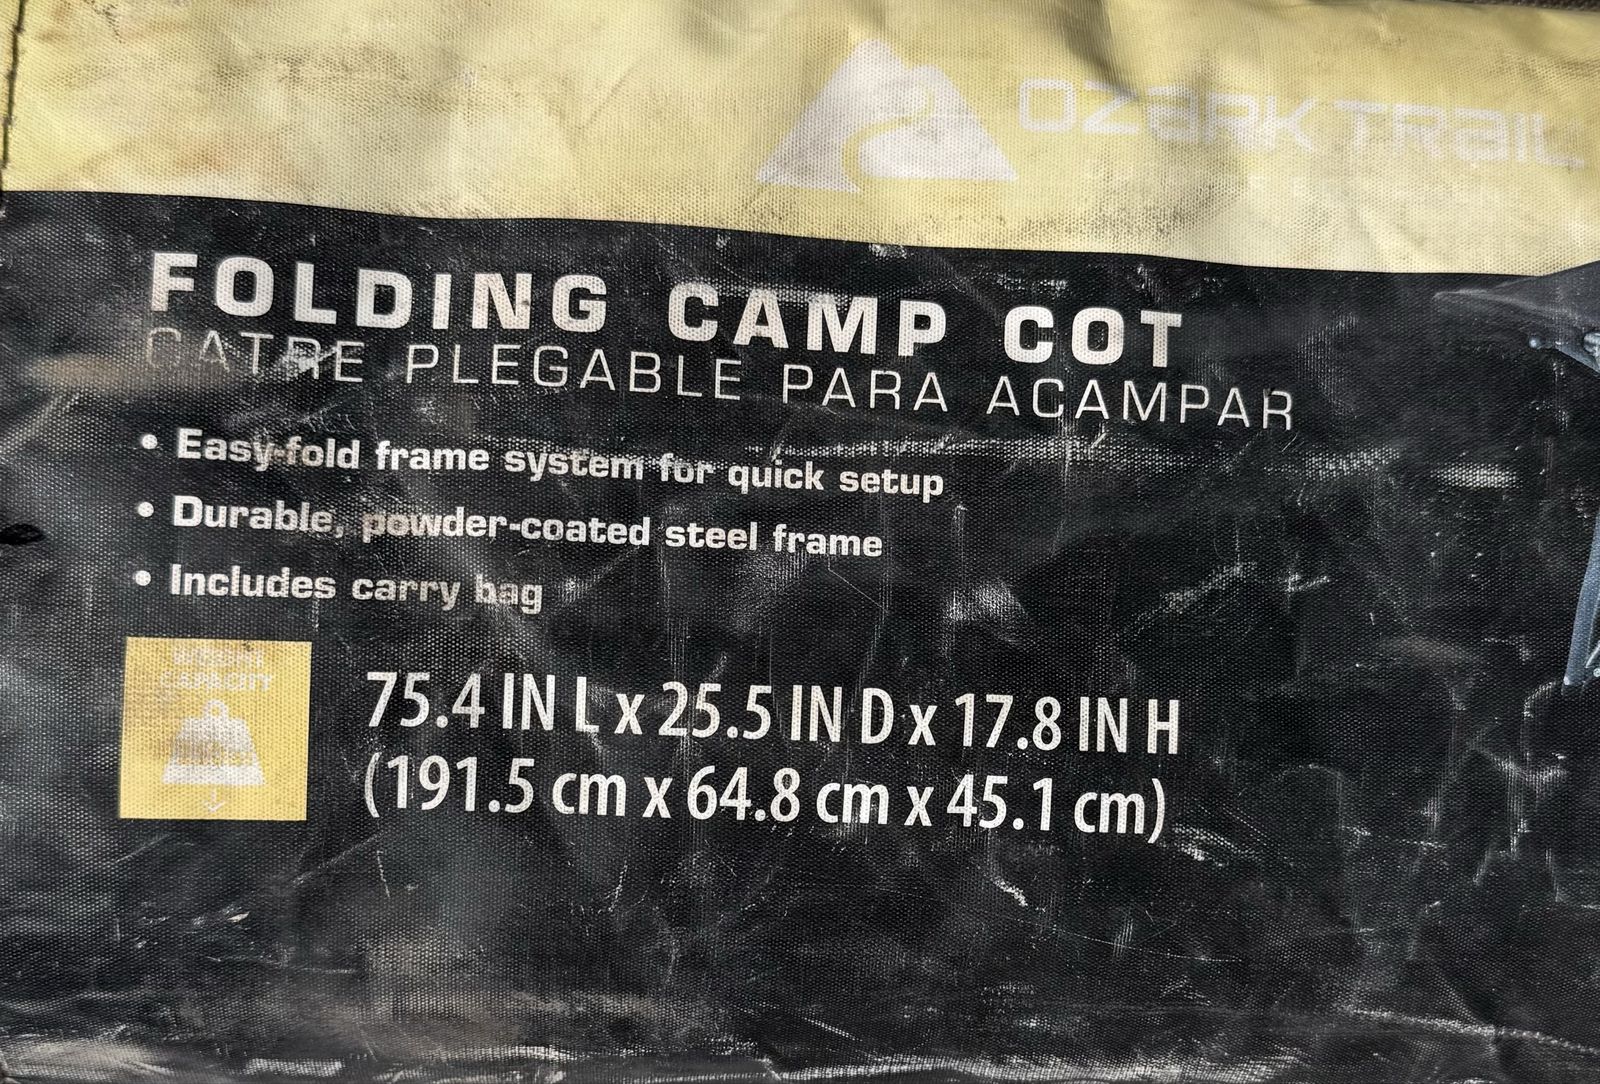 OZARK TRAIL
FOLDING CAMP COT
CATRE PLEGABLE PARA ACAMPAR
• Easy-fold frame system for quick setup
• Durable, powder-coated steel frame
• Includes carry bag
WEIGHT
CAPACITY
75.4 IN L x 25.5 IN D x 17.8 IN H
(191.5 cm x 64.8 cm x 45.1 cm)